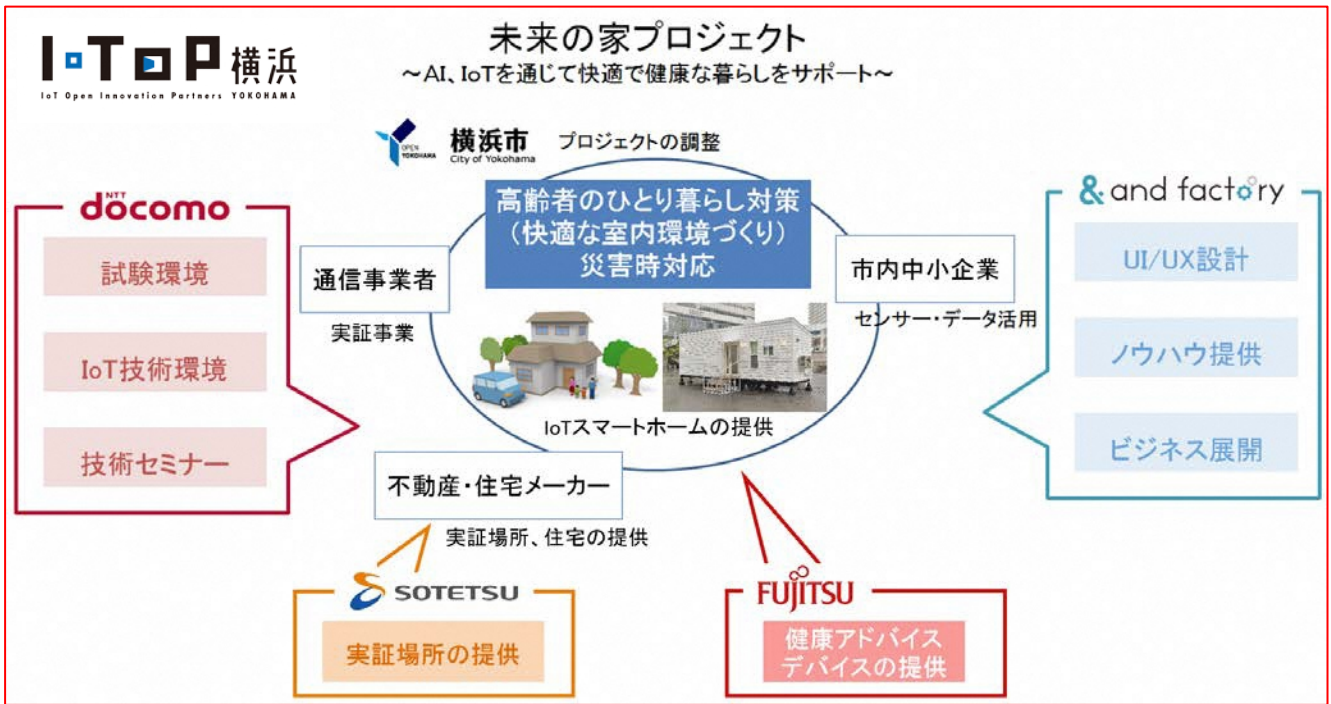 I・TOP横浜
IoT Open Innovation Partners YOKOHAMA
未来の家プロジェクト
～AI、IoTを通じて快適で健康な暮らしをサポート～
OPEN
YOKOHAMA
横浜市
City of Yokohama
プロジェクトの調整
高齢者のひとり暮らし対策
（快適な室内環境づくり）
災害時対応
通信事業者
実証事業
市内中小企業
センサー・データ活用
IoTスマートホームの提供
不動産・住宅メーカー
実証場所、住宅の提供
NTT
docomo
試験環境
IoT技術環境
技術セミナー
& and factory
UI/UX設計
ノウハウ提供
ビジネス展開
SOTETSU
実証場所の提供
FUJITSU
健康アドバイス
デバイスの提供